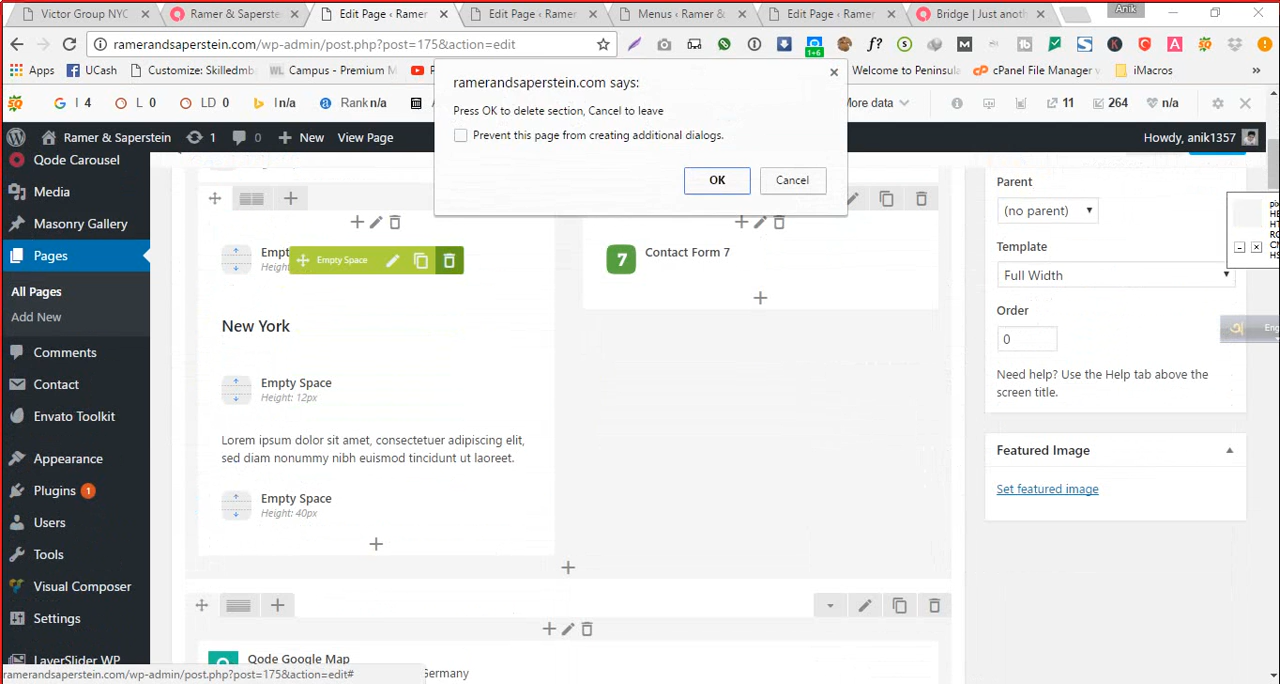 Victor Group NYC
Ramer & Saperste
Edit Page ‹ Ramer
Edit Page ‹ Ramer
Menus ‹ Ramer &
Edit Page ‹ Ramer
Bridge | Just anoth
Anik
ramerandsaperstein.com/wp-admin/post.php?post=175&action=edit
1+6
Apps
UCash
Customize: Skilledmb
WL Campus - Premium M
Welcome to Peninsula
cPanel File Manager v
iMacros
»
I 4
L 0
LD 0
I n/a
Rank n/a
More data
11
264
n/a
Ramer & Saperstein
1
0
New
View Page
Howdy, anik1357
ramerandsaperstein.com says:
Press OK to delete section, Cancel to leave
Prevent this page from creating additional dialogs.
OK
Cancel
Qode Carousel
Media
Masonry Gallery
Pages
All Pages
Add New
Comments
Contact
Envato Toolkit
Appearance
Plugins 1
Users
Tools
Visual Composer
Settings
LayerSlider WP
Empty Space
New York
Empty Space
Height: 12px
Lorem ipsum dolor sit amet, consectetuer adipiscing elit,
sed diam nonummy nibh euismod tincidunt ut laoreet.
Empty Space
Height: 40px
7
Contact Form 7
Qode Google Map
Germany
Parent
(no parent)
Template
Full Width
Order
0
Need help? Use the Help tab above the
screen title.
Featured Image
Set featured image
ramerandsaperstein.com/wp-admin/post.php?post=175&action=edit#